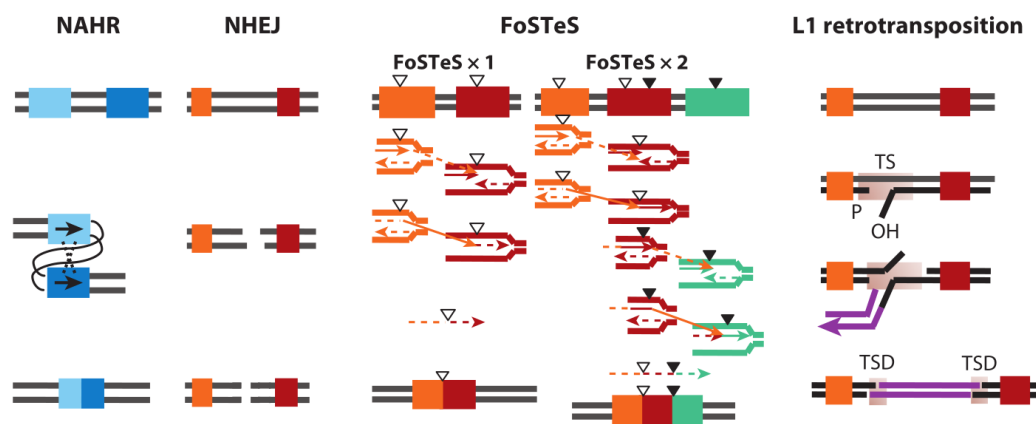 NAHR
NHEJ
FoSTeS
L1 retrotransposition
FoSTeS × 1
FoSTeS × 2
TS
P
OH
TSD
TSD